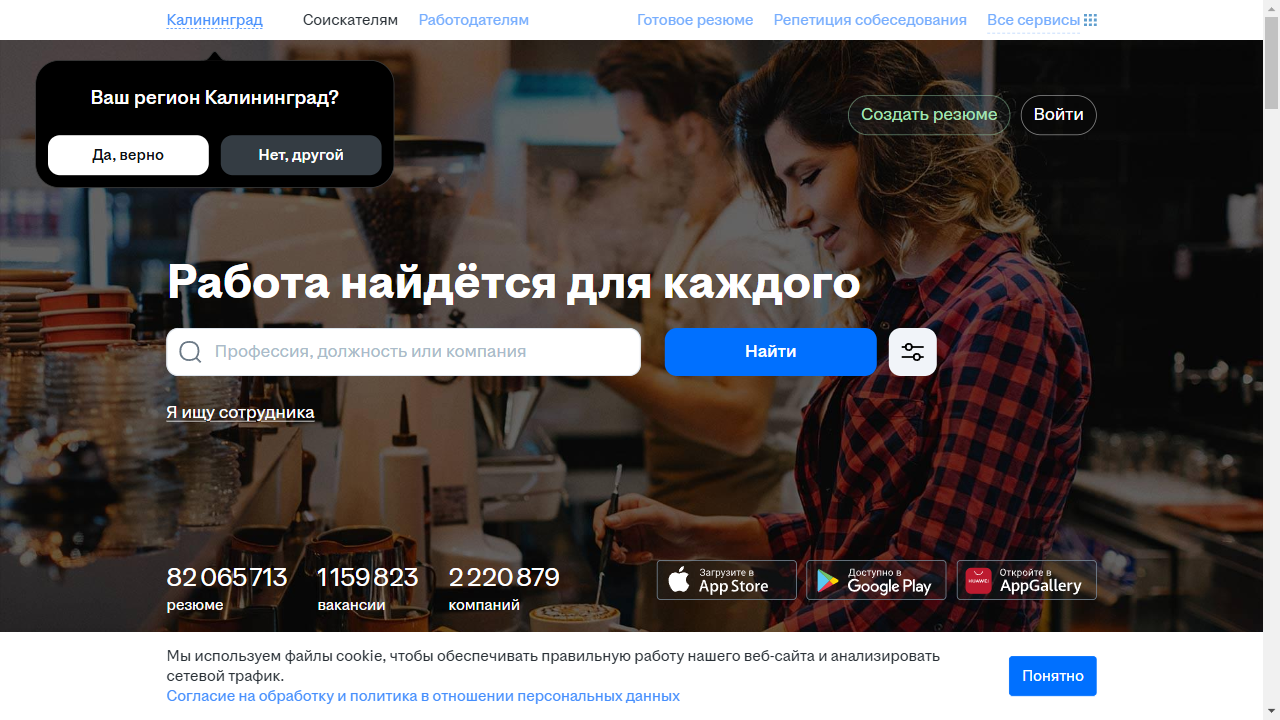 Калининград Соискателям Работодателям Готовое резюме Репетиция собеседования Все сервисы
Ваш регион Калининград?
Да, верно Нет, другой
Создать резюме Войти
Работа найдётся для каждого
Профессия, должность или компания Найти
Я ищу сотрудника
82 065 713 1 159 823 2 220 879
резюме вакансии компаний
Загрузите в
App Store
Доступно в
Google Play
HUAWEI
Откройте в
AppGallery
Мы используем файлы cookie, чтобы обеспечивать правильную работу нашего веб-сайта и анализировать
сетевой трафик.
Согласие на обработку и политика в отношении персональных данных
Понятно